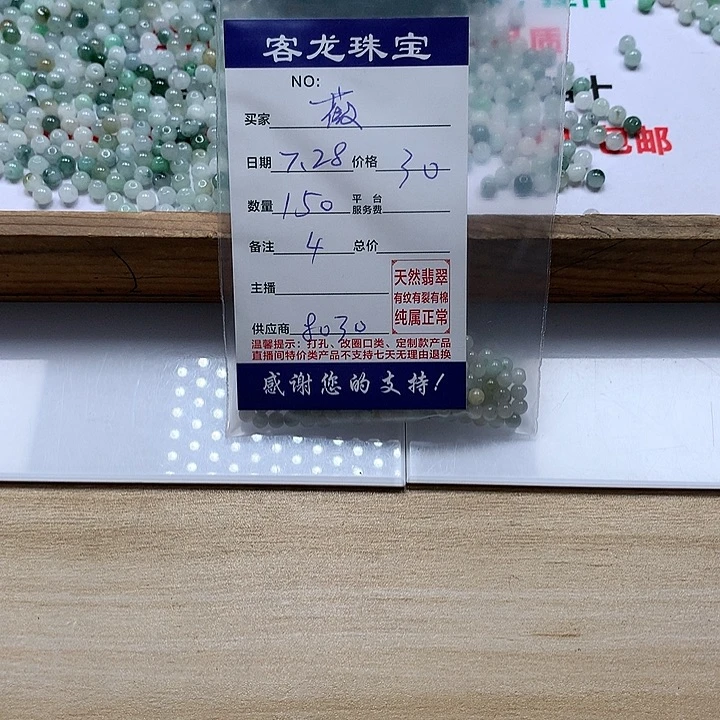 客龙珠宝
NO:
买家 薇
日期 7.28 价格 30
数量 150 平台服务费
备注 4 总价
主播
天然翡翠
有纹有裂有棉
纯属正常
供应商 8030
温馨提示：打孔、改圈口类、定制款产品
直播间特价类产品不支持七天无理由退换
感谢您的支持！
质
包邮